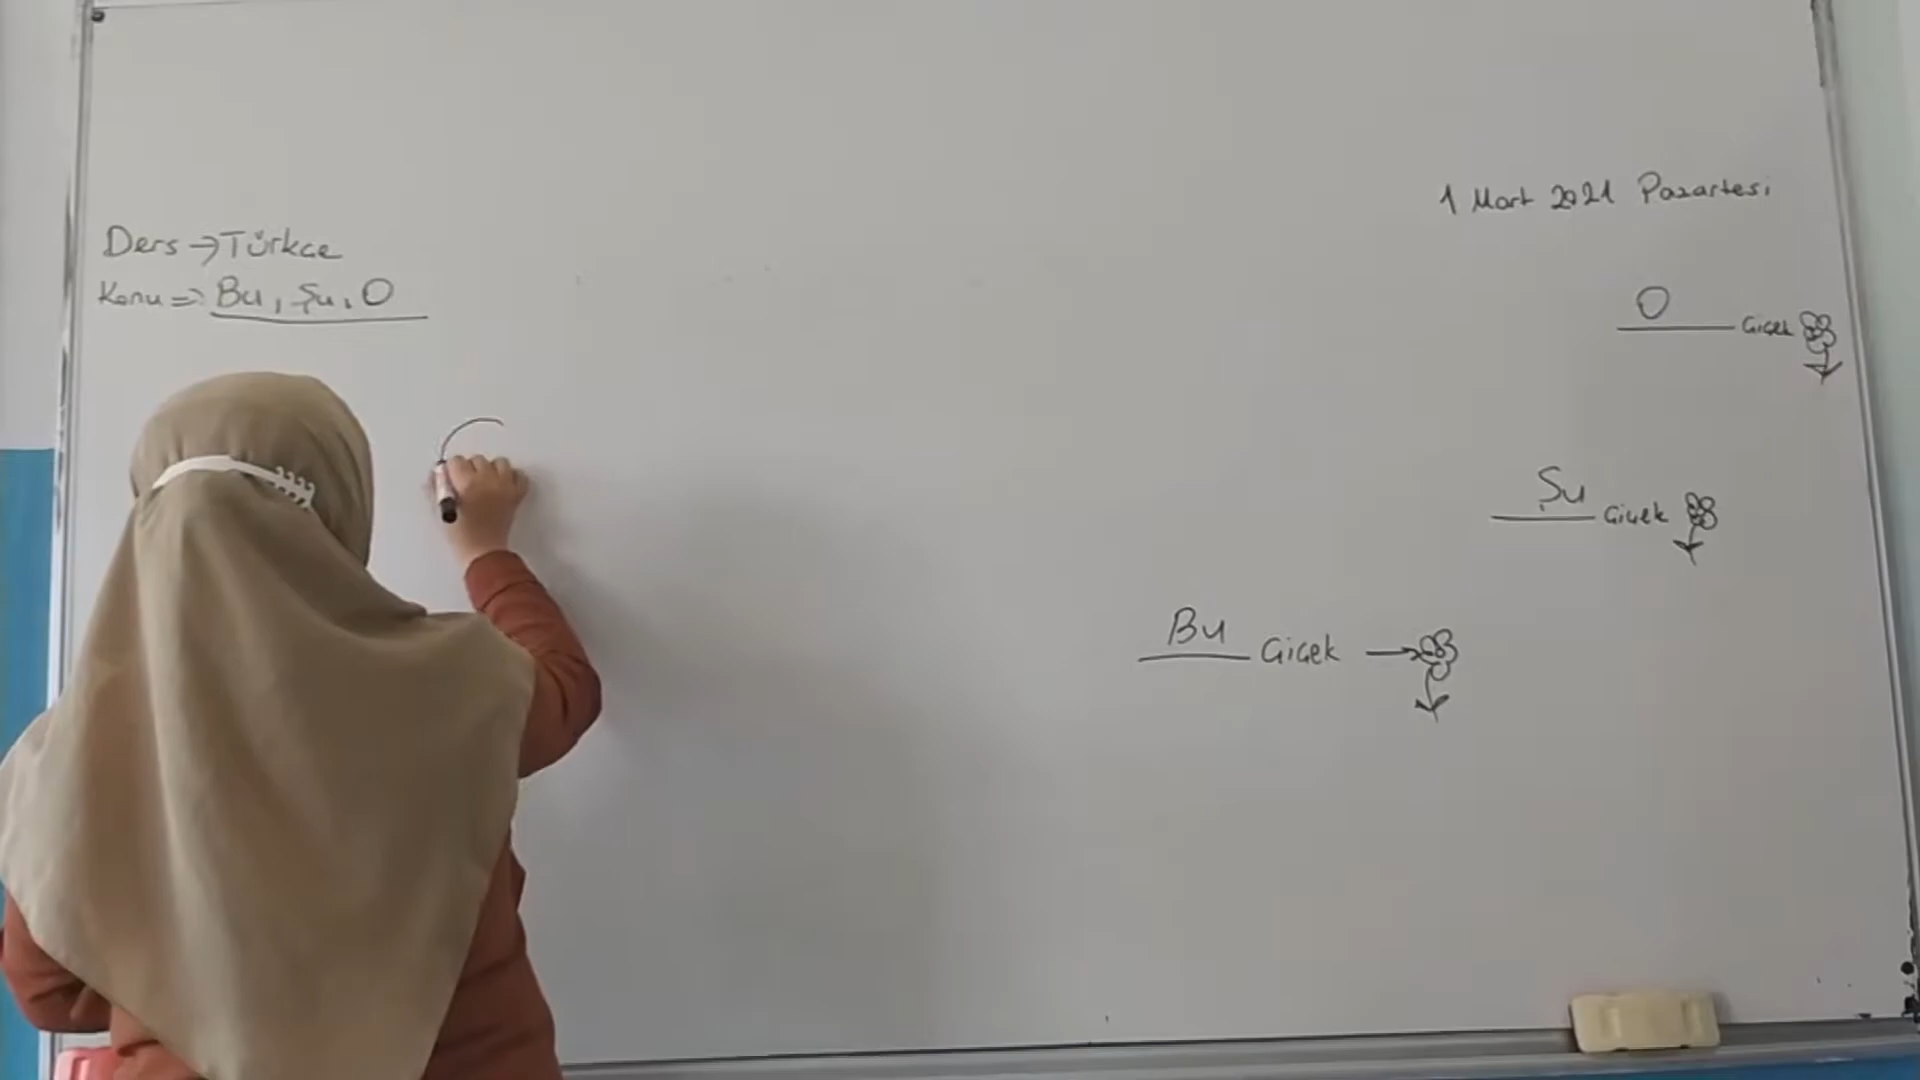 1 Mart 2021 Pazartesi
Ders → Türkçe
Konu ⇒ Bu, Şu, O
O Çiçek
Şu Çiçek
Bu Çiçek →